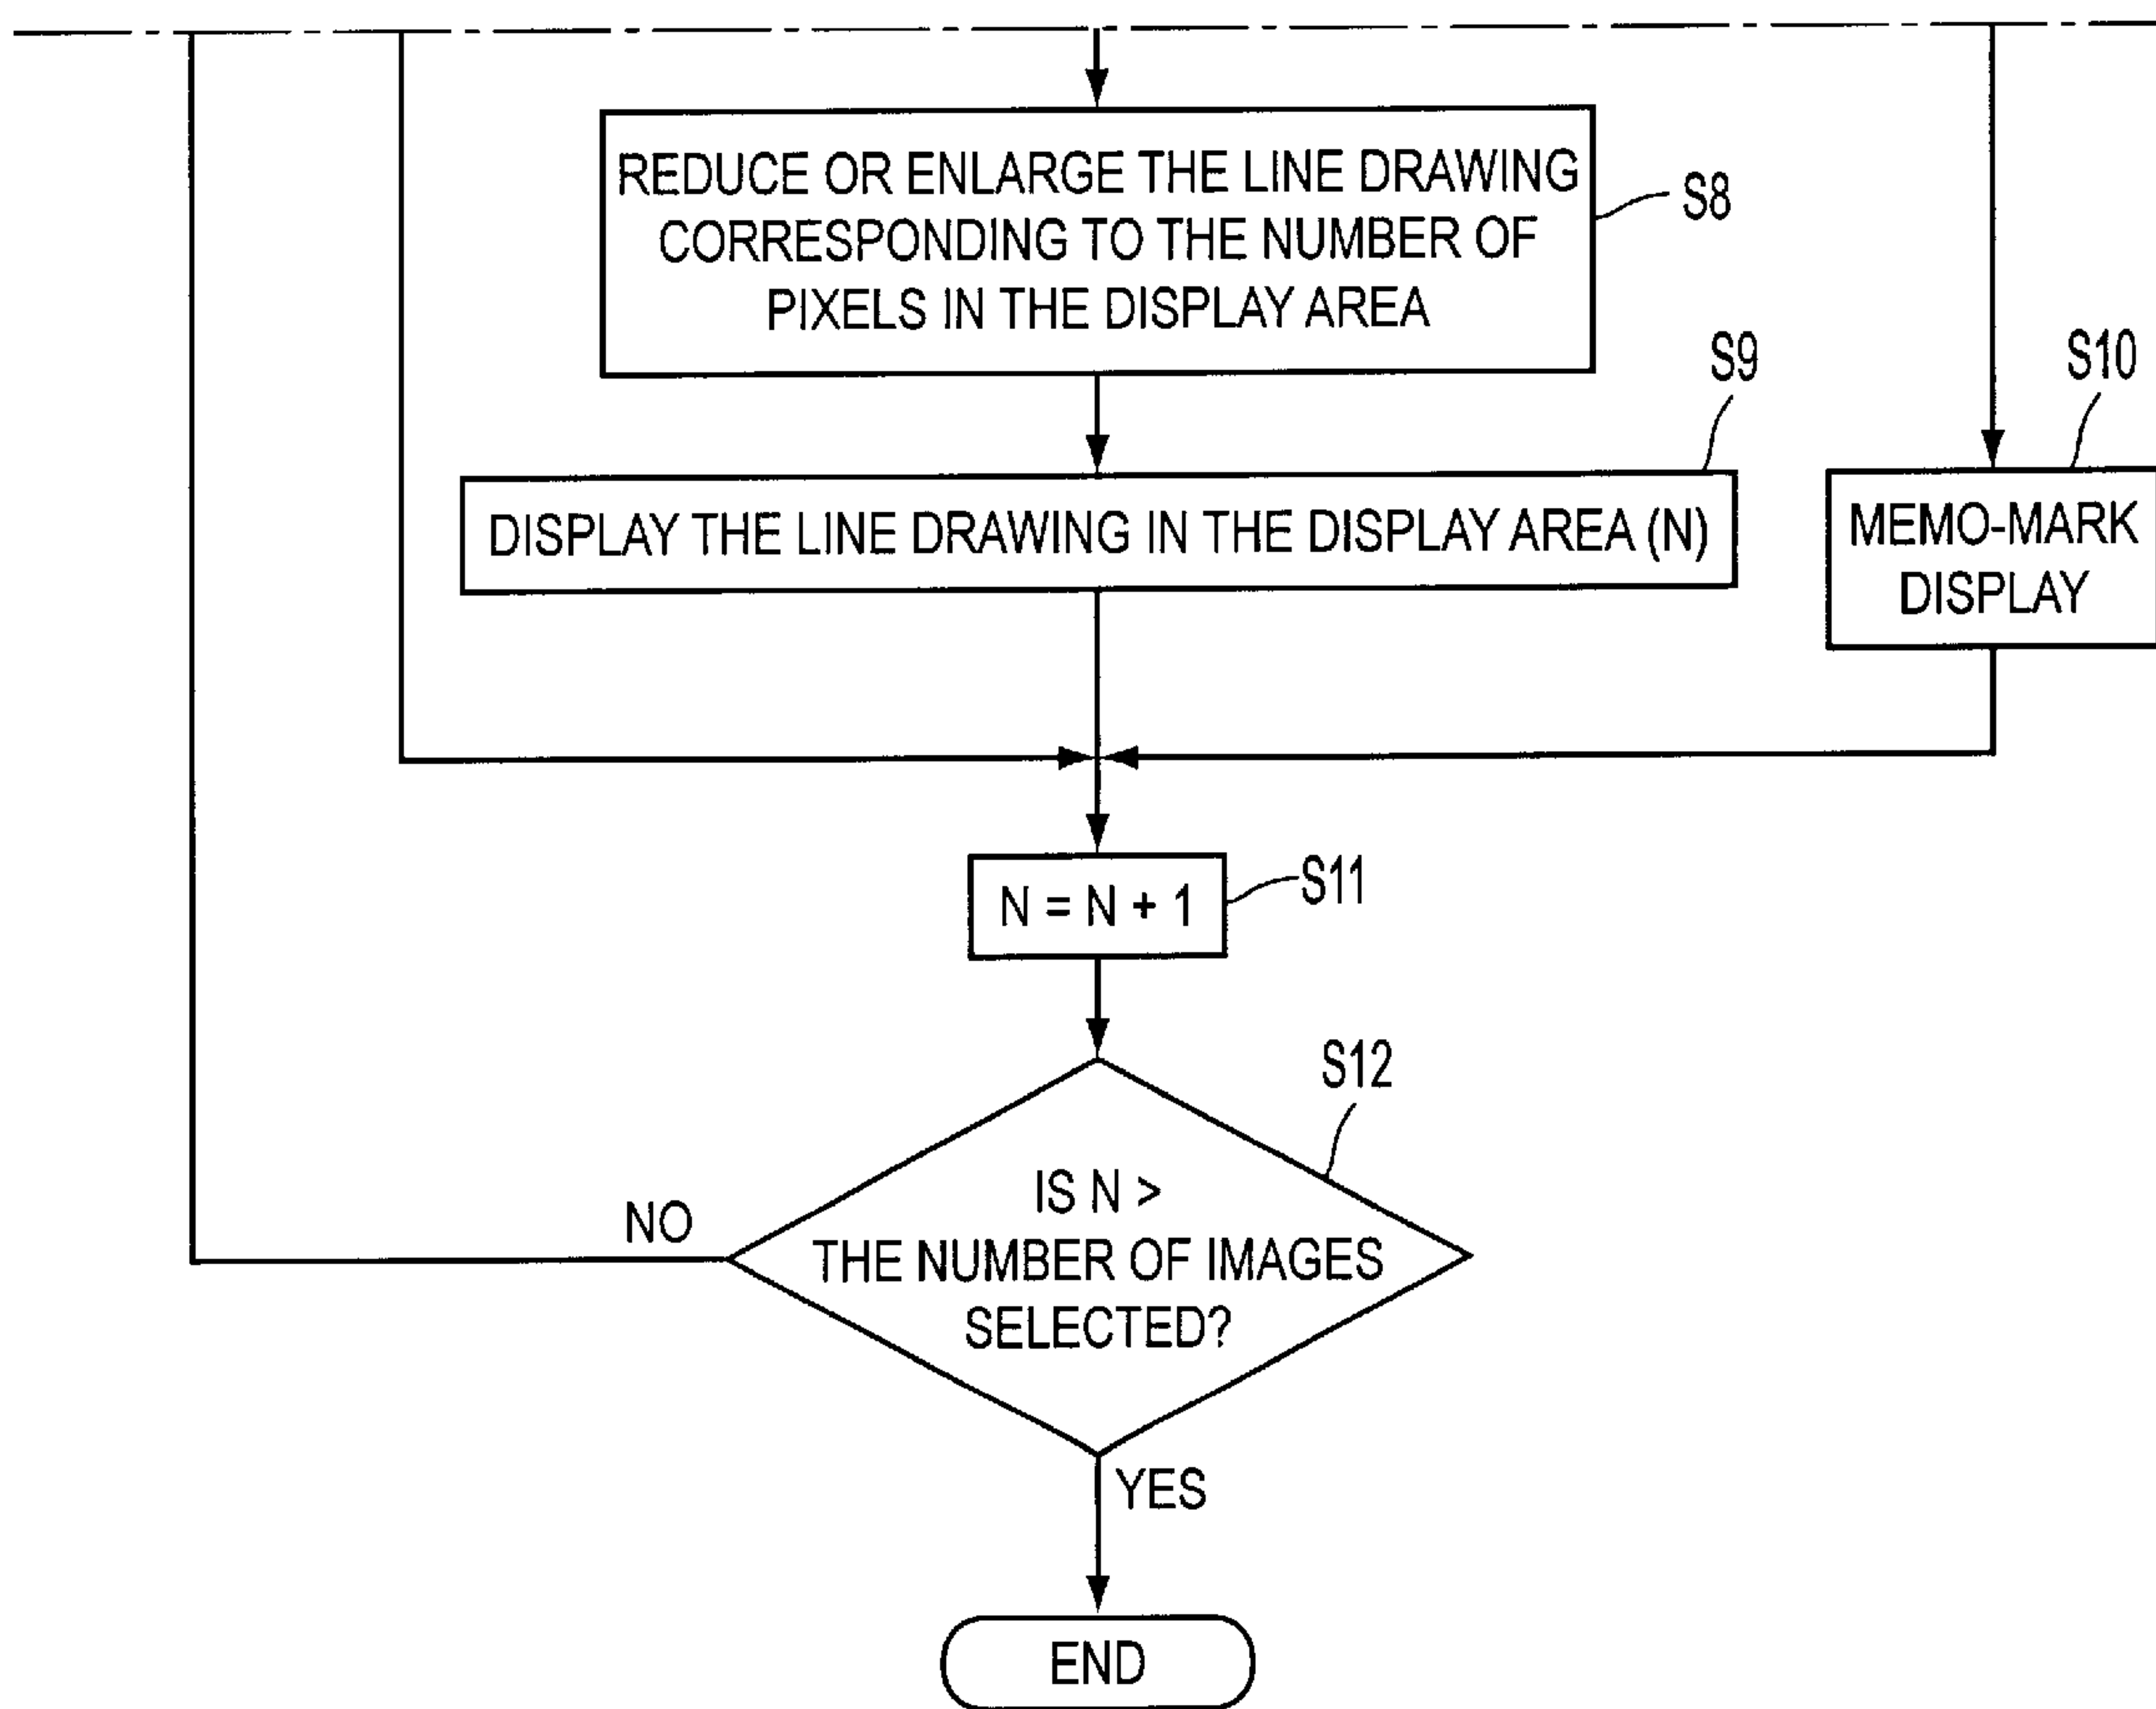 REDUCE OR ENLARGE THE LINE DRAWING
CORRESPONDING TO THE NUMBER OF
PIXELS IN THE DISPLAY AREA
S8
S9
DISPLAY THE LINE DRAWING IN THE DISPLAY AREA (N)
S10
MEMO-MARK
DISPLAY
N = N + 1
S11
S12
IS N >
THE NUMBER OF IMAGES
SELECTED?
NO
YES
END